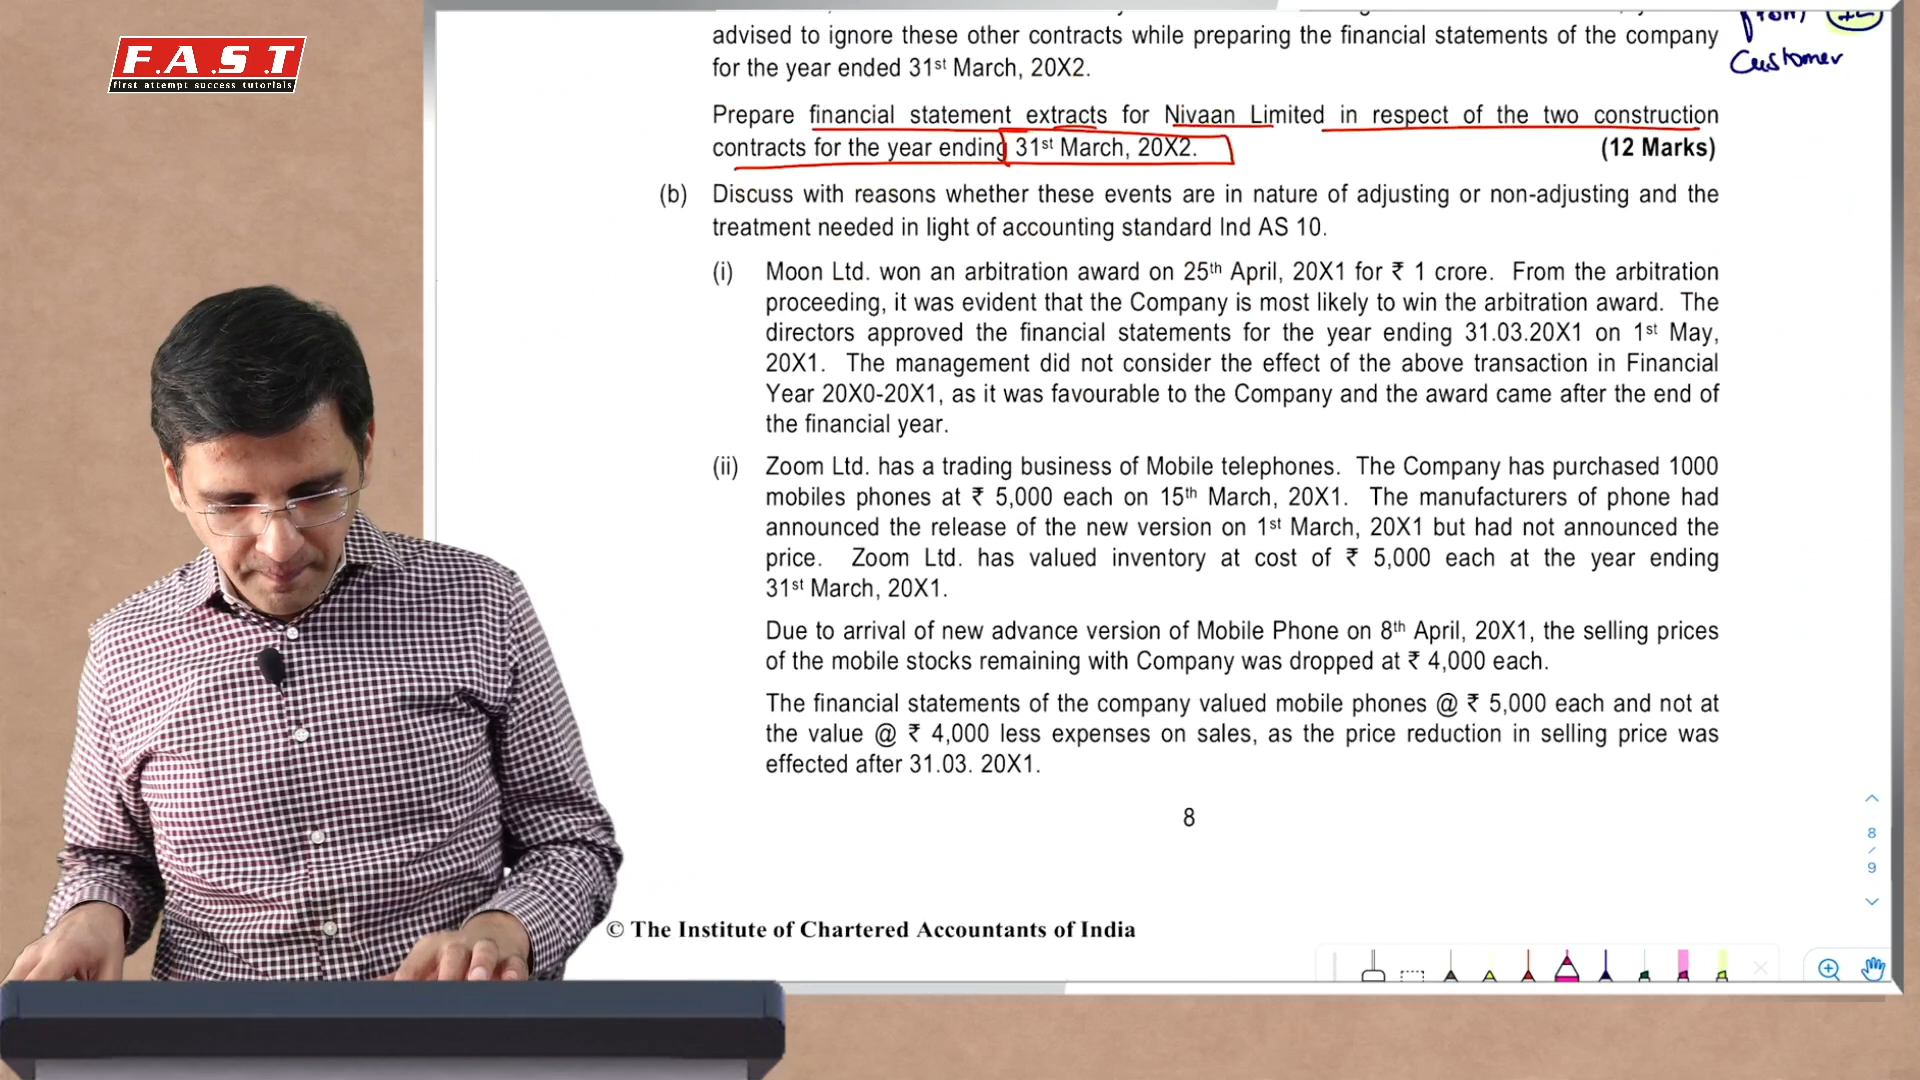 F.A.S.T
first attempt success tutorials
Customer
advised to ignore these other contracts while preparing the financial statements of the company
for the year ended 31st March, 20X2.
Prepare financial statement extracts for Nivaan Limited in respect of the two construction
contracts for the year ending 31st March, 20X2. (12 Marks)
(b) Discuss with reasons whether these events are in nature of adjusting or non-adjusting and the
treatment needed in light of accounting standard Ind AS 10.
(i) Moon Ltd. won an arbitration award on 25th April, 20X1 for ₹ 1 crore. From the arbitration
proceeding, it was evident that the Company is most likely to win the arbitration award. The
directors approved the financial statements for the year ending 31.03.20X1 on 1st May,
20X1. The management did not consider the effect of the above transaction in Financial
Year 20X0-20X1, as it was favourable to the Company and the award came after the end of
the financial year.
(ii) Zoom Ltd. has a trading business of Mobile telephones. The Company has purchased 1000
mobiles phones at ₹ 5,000 each on 15th March, 20X1. The manufacturers of phone had
announced the release of the new version on 1st March, 20X1 but had not announced the
price. Zoom Ltd. has valued inventory at cost of ₹ 5,000 each at the year ending
31st March, 20X1.
Due to arrival of new advance version of Mobile Phone on 8th April, 20X1, the selling prices
of the mobile stocks remaining with Company was dropped at ₹ 4,000 each.
The financial statements of the company valued mobile phones @ ₹ 5,000 each and not at
the value @ ₹ 4,000 less expenses on sales, as the price reduction in selling price was
effected after 31.03. 20X1.
8
8
/
9
© The Institute of Chartered Accountants of India